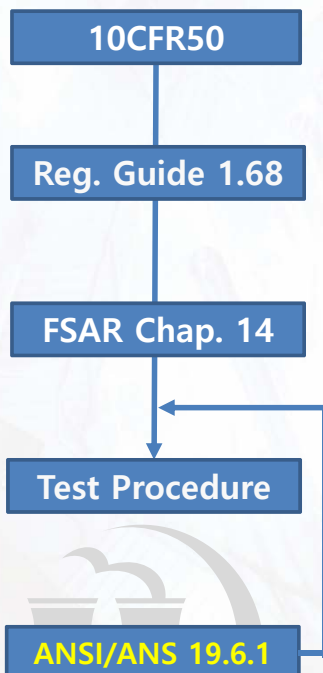 10CFR50
Reg. Guide 1.68
FSAR Chap. 14
Test Procedure
ANSI/ANS 19.6.1